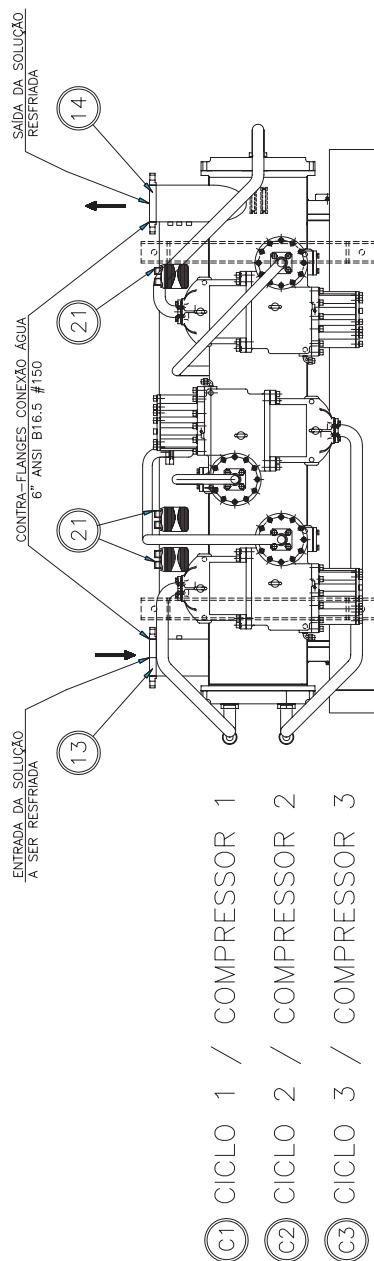 ENTRADA DA SOLUÇÃO
A SER RESFRIADA
13
CONTRA-FLANGES CONEXÃO ÁGUA
6" ANSI B16.5 #150
21
21
SAÍDA DA SOLUÇÃO
RESFRIADA
14
C1 CICLO 1 / COMPRESSOR 1
C2 CICLO 2 / COMPRESSOR 2
C3 CICLO 3 / COMPRESSOR 3